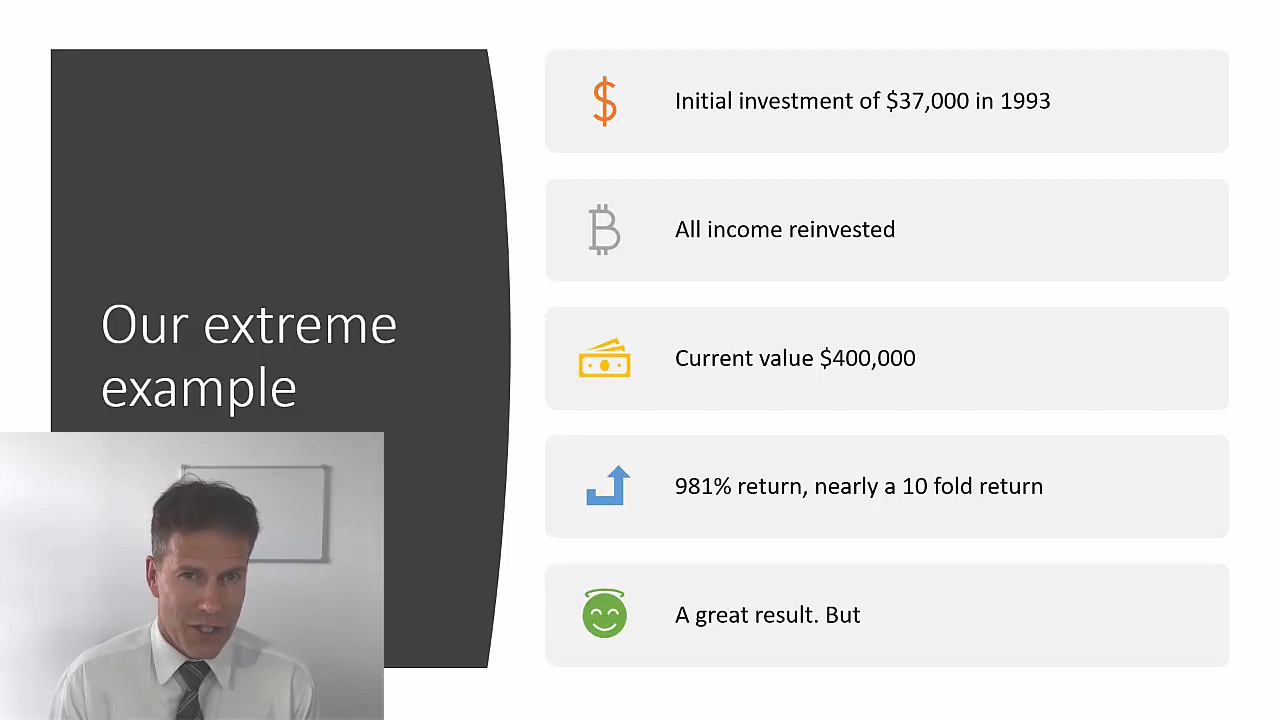 Our extreme
example
Initial investment of $37,000 in 1993
All income reinvested
Current value $400,000
981% return, nearly a 10 fold return
A great result. But